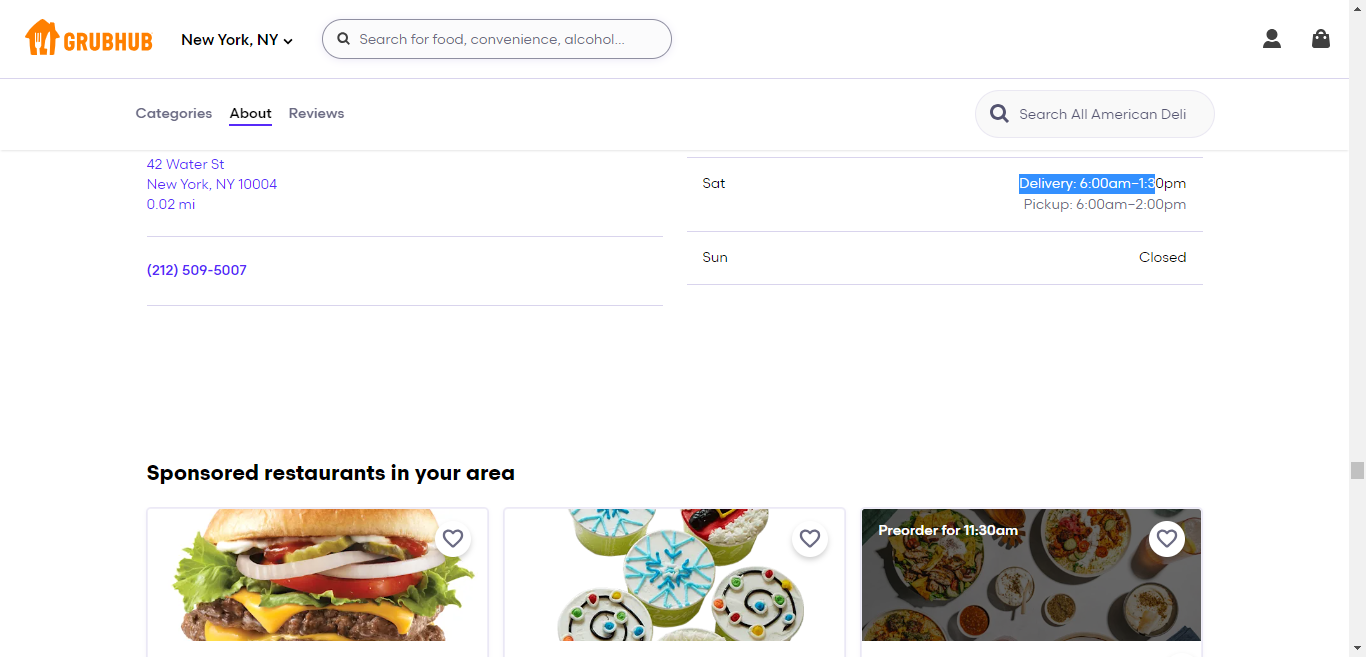 GRUBHUB
New York, NY
Search for food, convenience, alcohol...
Categories
About
Reviews
Search All American Deli
42 Water St
New York, NY 10004
0.02 mi
(212) 509-5007
Sat
Delivery: 6:00am–1:30pm
Pickup: 6:00am–2:00pm
Sun
Closed
Sponsored restaurants in your area
Preorder for 11:30am